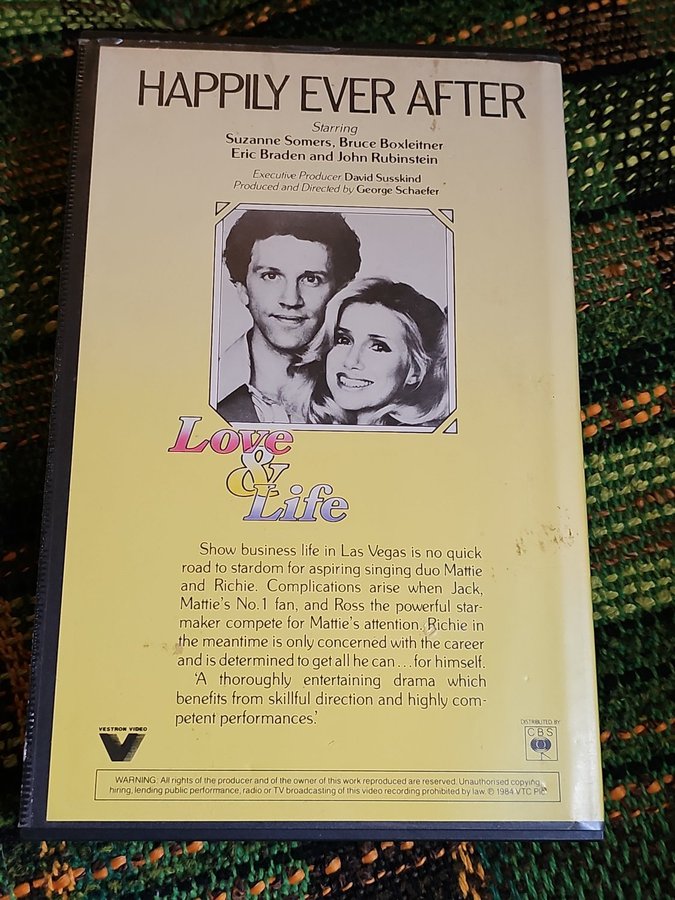 HAPPILY EVER AFTER
Starring
Suzanne Somers, Bruce Boxleitner
Eric Braden and John Rubinstein
Executive Producer David Susskind
Produced and Directed by George Schaefer
Love
&
Life
Show business life in Las Vegas is no quick
road to stardom for aspiring singing duo Mattie
and Richie. Complications arise when Jack,
Mattie's No.1 fan, and Ross the powerful star-
maker compete for Mattie's attention. Richie in
the meantime is only concerned with the career
and is determined to get all he can...for himself.
'A thoroughly entertaining drama which
benefits from skillful direction and highly com-
petent performances.'
VESTRON VIDEO
V
DISTRIBUTED BY
CBS
WARNING: All rights of the producer and of the owner of this work reproduced are reserved. Unauthorised copying,
hiring, lending public performance, radio or TV broadcasting of this video recording prohibited by law. © 1984 VTC Plc